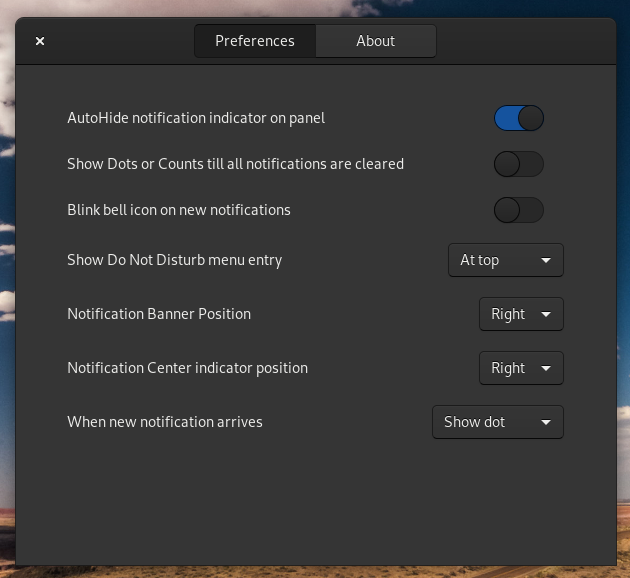 Preferences
About
AutoHide notification indicator on panel
Show Dots or Counts till all notifications are cleared
Blink bell icon on new notifications
Show Do Not Disturb menu entry
At top
Notification Banner Position
Right
Notification Center indicator position
Right
When new notification arrives
Show dot